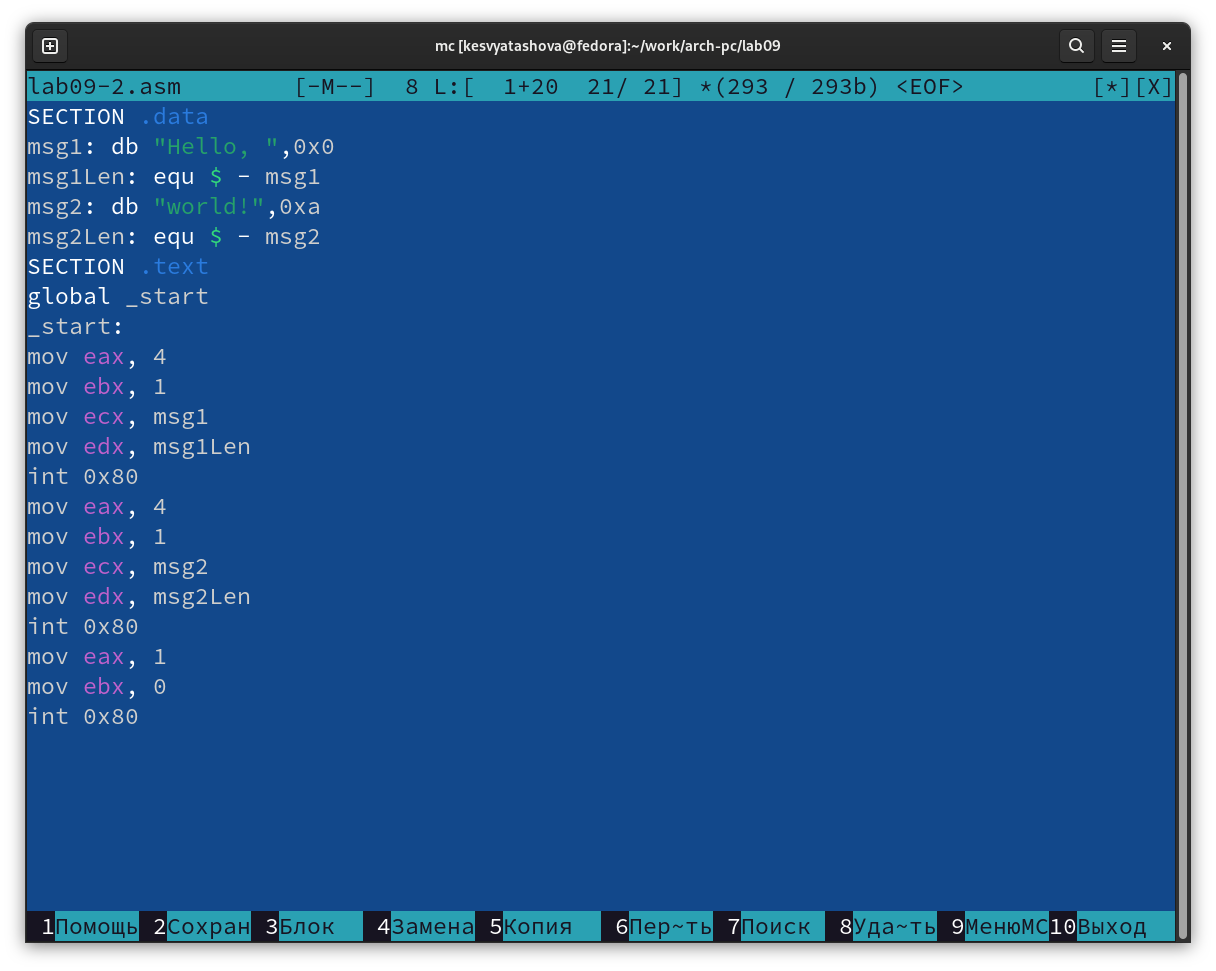 mc [kesvyatashova@fedora]:~/work/arch-pc/lab09
lab09-2.asm [-M--] 8 L:[ 1+20 21/ 21] *(293 / 293b) <EOF> [*][X]
SECTION .data
msg1: db "Hello, ",0x0
msg1Len: equ $ - msg1
msg2: db "world!",0xa
msg2Len: equ $ - msg2
SECTION .text
global _start
_start:
mov eax, 4
mov ebx, 1
mov ecx, msg1
mov edx, msg1Len
int 0x80
mov eax, 4
mov ebx, 1
mov ecx, msg2
mov edx, msg2Len
int 0x80
mov eax, 1
mov ebx, 0
int 0x80
1Помощь 2Сохран 3Блок 4Замена 5Копия 6Пер~ть 7Поиск 8Уда~ть 9МенюMC 10Выход